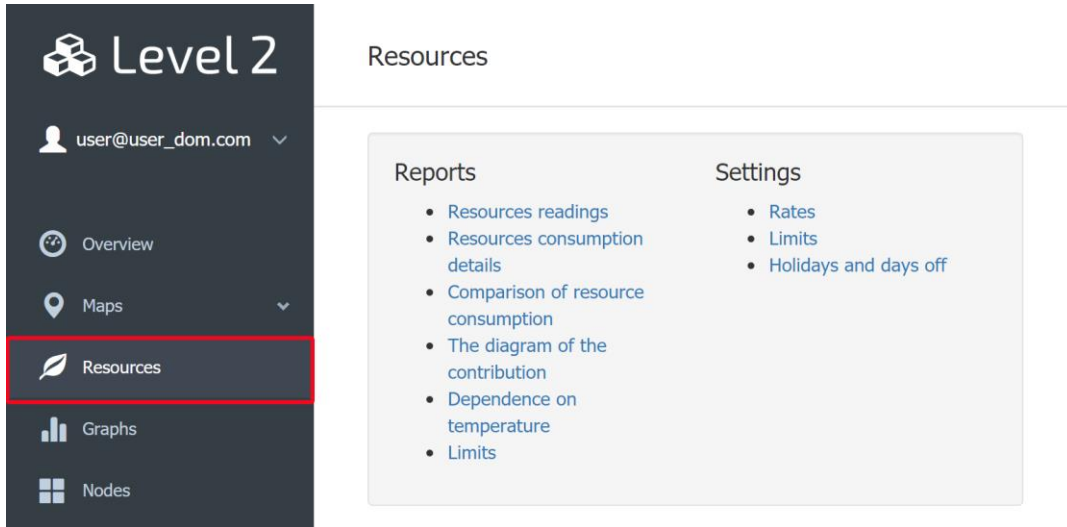 Level 2
user@user_dom.com
Overview
Maps
Resources
Graphs
Nodes
Resources
Reports
Resources readings
Resources consumption
details
Comparison of resource
consumption
The diagram of the
contribution
Dependence on
temperature
Limits
Settings
Rates
Limits
Holidays and days off